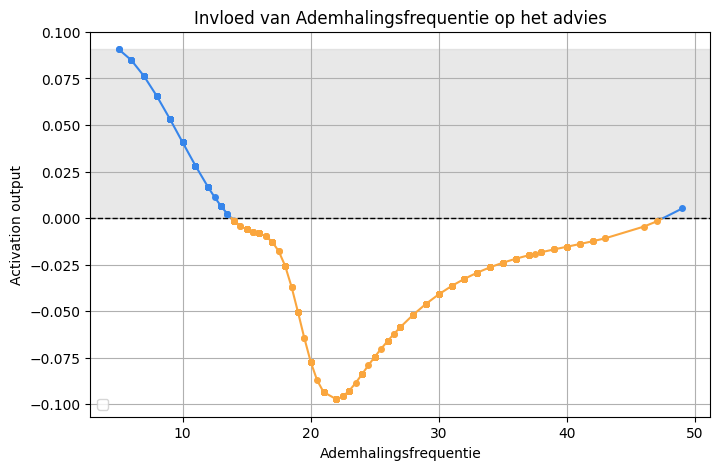 Invloed van Ademhalingsfrequentie op het advies
Activation output
0.100
0.075
0.050
0.025
0.000
−0.025
−0.050
−0.075
−0.100
10 20 30 40 50
Ademhalingsfrequentie